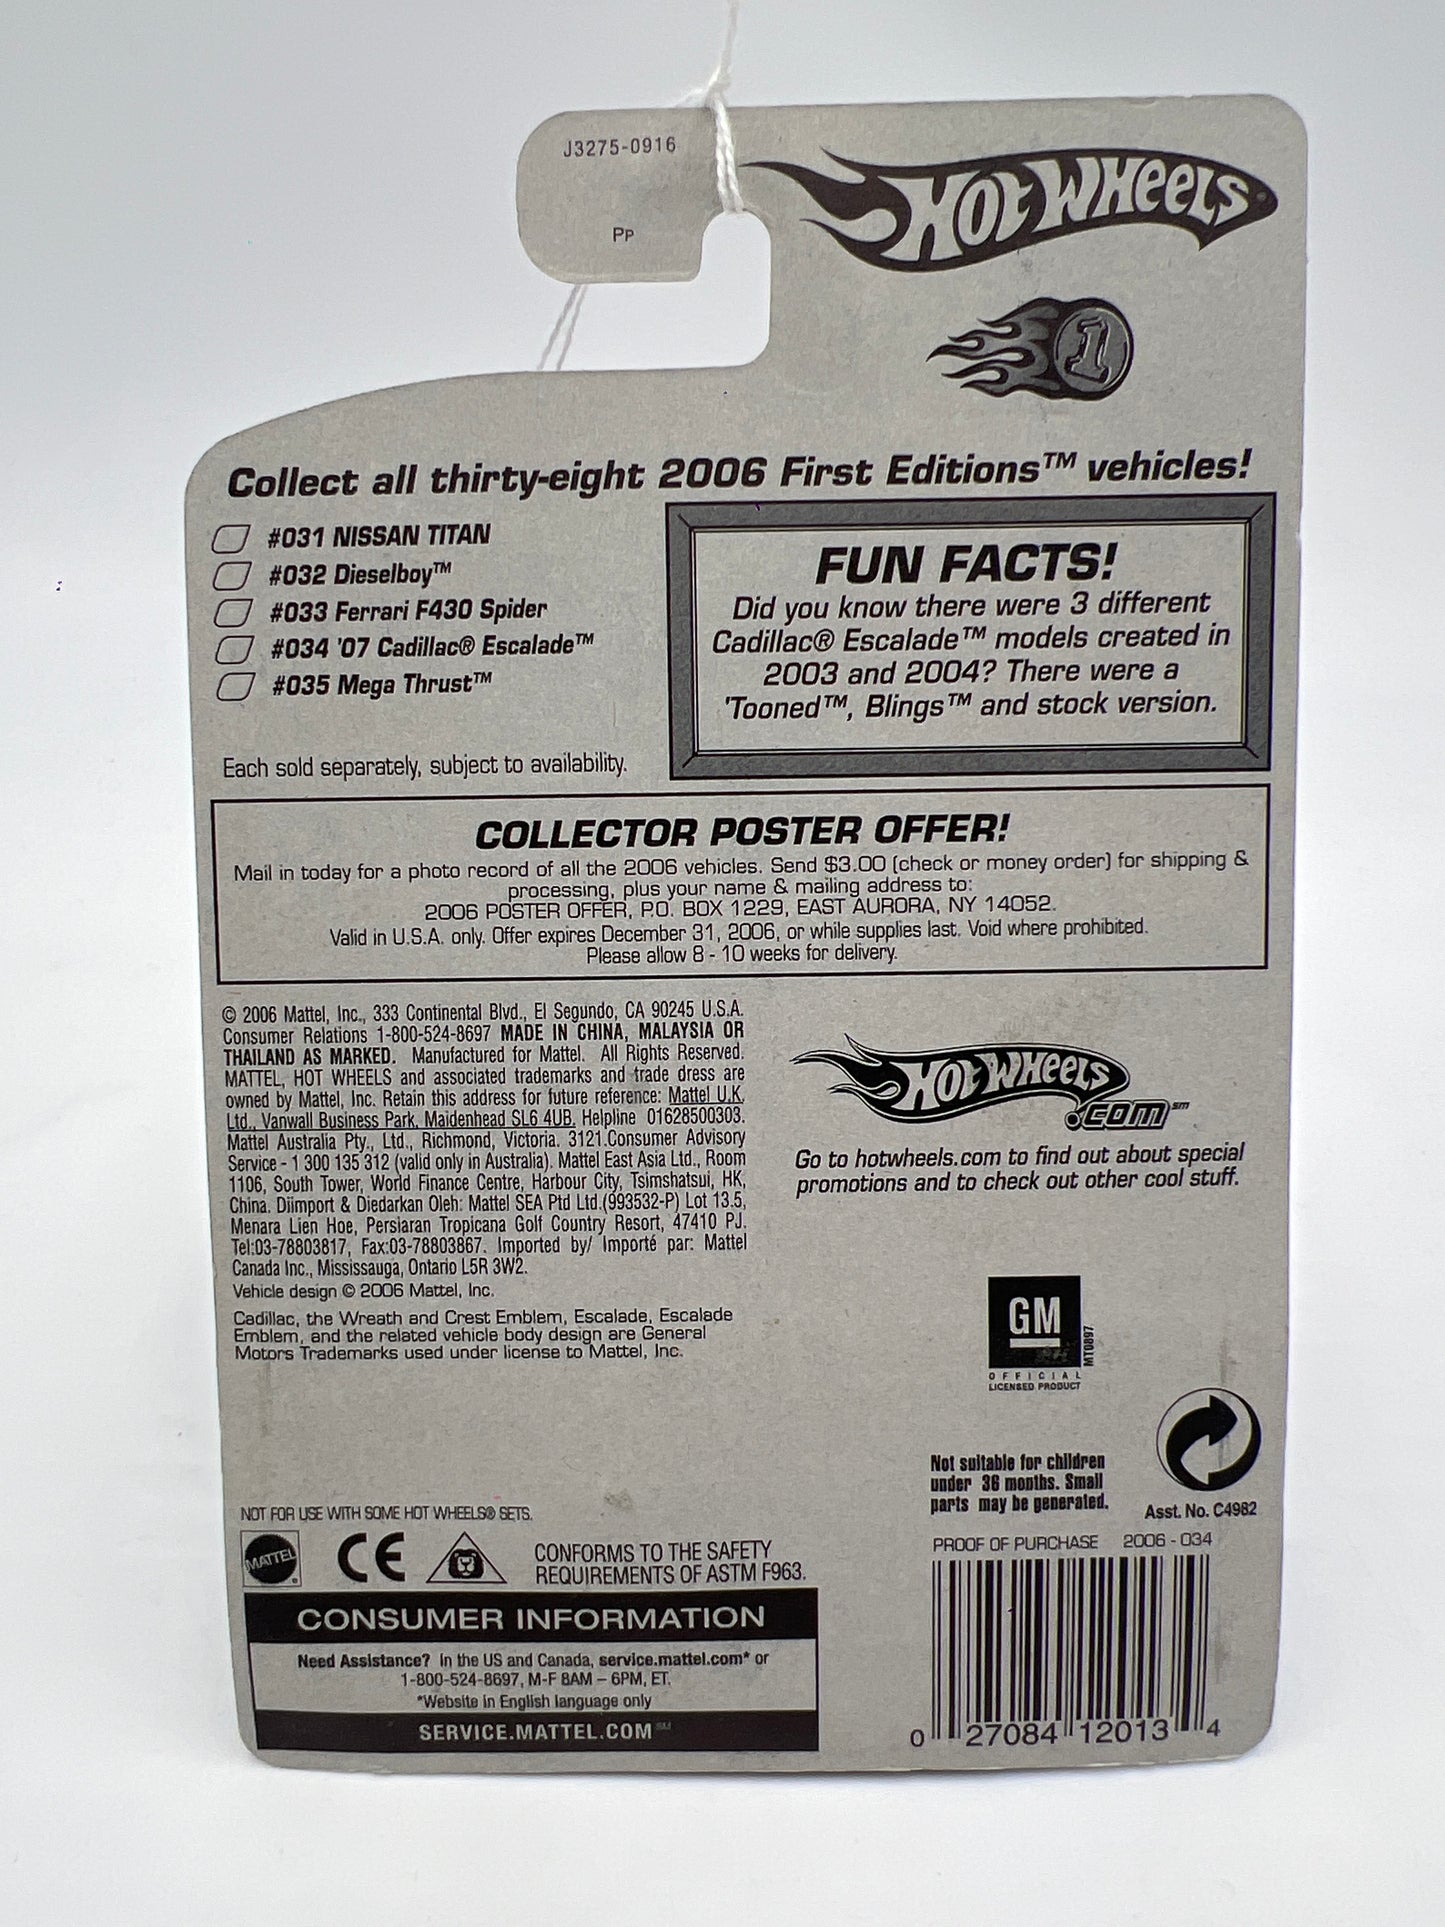 J3275-0916
PP
HOT WHEELS
1
Collect all thirty-eight 2006 First Editions™ vehicles!
#031 NISSAN TITAN
#032 Dieselboy™
#033 Ferrari F430 Spider
#034 '07 Cadillac® Escalade™
#035 Mega Thrust™
Each sold separately, subject to availability.
FUN FACTS!
Did you know there were 3 different
Cadillac® Escalade™ models created in
2003 and 2004? There were a
'Tooned™, Blings™ and stock version.
COLLECTOR POSTER OFFER!
Mail in today for a photo record of all the 2006 vehicles. Send $3.00 (check or money order) for shipping &
processing, plus your name & mailing address to:
2006 POSTER OFFER, P.O. BOX 1229, EAST AURORA, NY 14052.
Valid in U.S.A. only. Offer expires December 31, 2006, or while supplies last. Void where prohibited.
Please allow 8 - 10 weeks for delivery.
© 2006 Mattel, Inc., 333 Continental Blvd., El Segundo, CA 90245 U.S.A.
Consumer Relations 1-800-524-8697 MADE IN CHINA, MALAYSIA OR
THAILAND AS MARKED. Manufactured for Mattel. All Rights Reserved.
MATTEL, HOT WHEELS and associated trademarks and trade dress are
owned by Mattel, Inc. Retain this address for future reference: Mattel U.K.
Ltd., Vanwall Business Park, Maidenhead SL6 4UB. Helpline 01628500303.
Mattel Australia Pty., Ltd., Richmond, Victoria. 3121.Consumer Advisory
Service - 1 300 135 312 (valid only in Australia). Mattel East Asia Ltd., Room
1106, South Tower, World Finance Centre, Harbour City, Tsimshatsui, HK,
China. Diimport & Diedarkan Oleh: Mattel SEA Ptd Ltd.(993532-P) Lot 13.5,
Menara Lien Hoe, Persiaran Tropicana Golf Country Resort, 47410 PJ.
Tel:03-78803817, Fax:03-78803867. Imported by/ Importé par: Mattel
Canada Inc., Mississauga, Ontario L5R 3W2.
Vehicle design © 2006 Mattel, Inc.
Cadillac, the Wreath and Crest Emblem, Escalade, Escalade
Emblem, and the related vehicle body design are General
Motors Trademarks used under license to Mattel, Inc.
HOT WHEELS
.com℠
Go to hotwheels.com to find out about special
promotions and to check out other cool stuff.
GM
MT0897
OFFICIAL
LICENSED PRODUCT
Not suitable for children
under 36 months. Small
parts may be generated.
Asst. No. C4982
NOT FOR USE WITH SOME HOT WHEELS® SETS.
MATTEL ®
CE
CONFORMS TO THE SAFETY
REQUIREMENTS OF ASTM F963.
CONSUMER INFORMATION
Need Assistance? In the US and Canada, service.mattel.com* or
1-800-524-8697, M-F 8AM – 6PM, ET.
*Website in English language only
SERVICE.MATTEL.COM℠
PROOF OF PURCHASE 2006 - 034
0 27084 12013 4